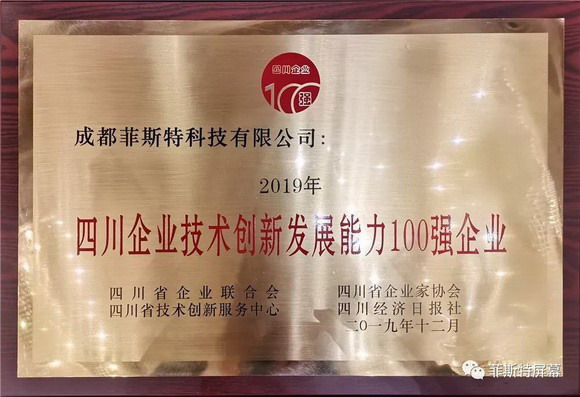 四川企业
100强
成都菲斯特科技有限公司:
2019年
四川企业技术创新发展能力100强企业
四川省企业联合会 四川省企业家协会
四川省技术创新服务中心 四川经济日报社
二〇一九年十二月
菲斯特屏幕